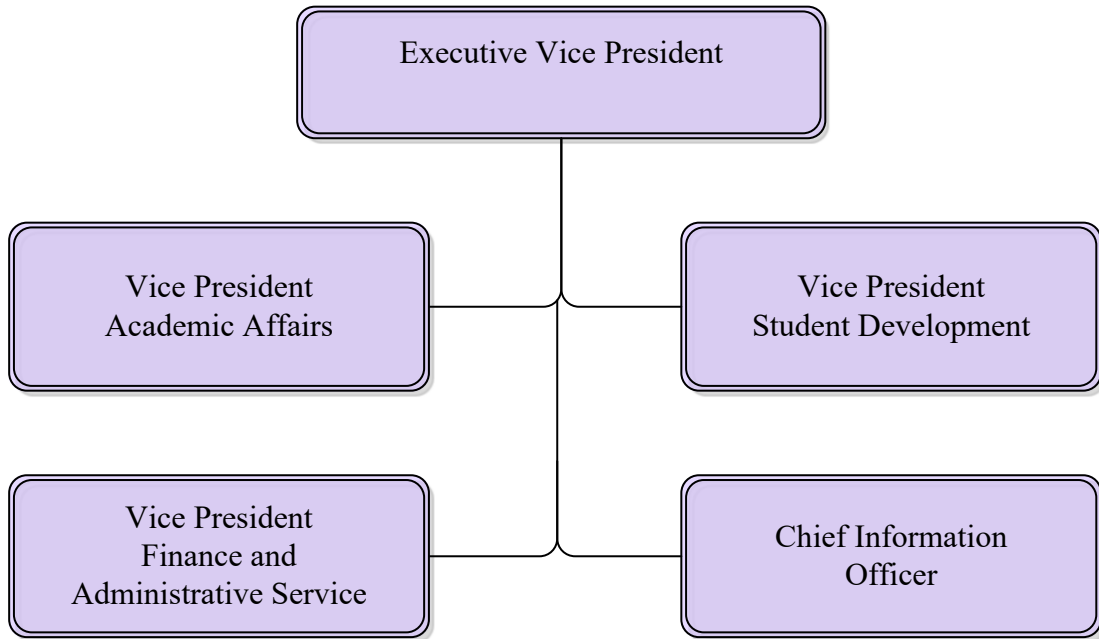 Executive Vice President
Vice President
Academic Affairs
Vice President
Student Development
Vice President
Finance and
Administrative Service
Chief Information
Officer